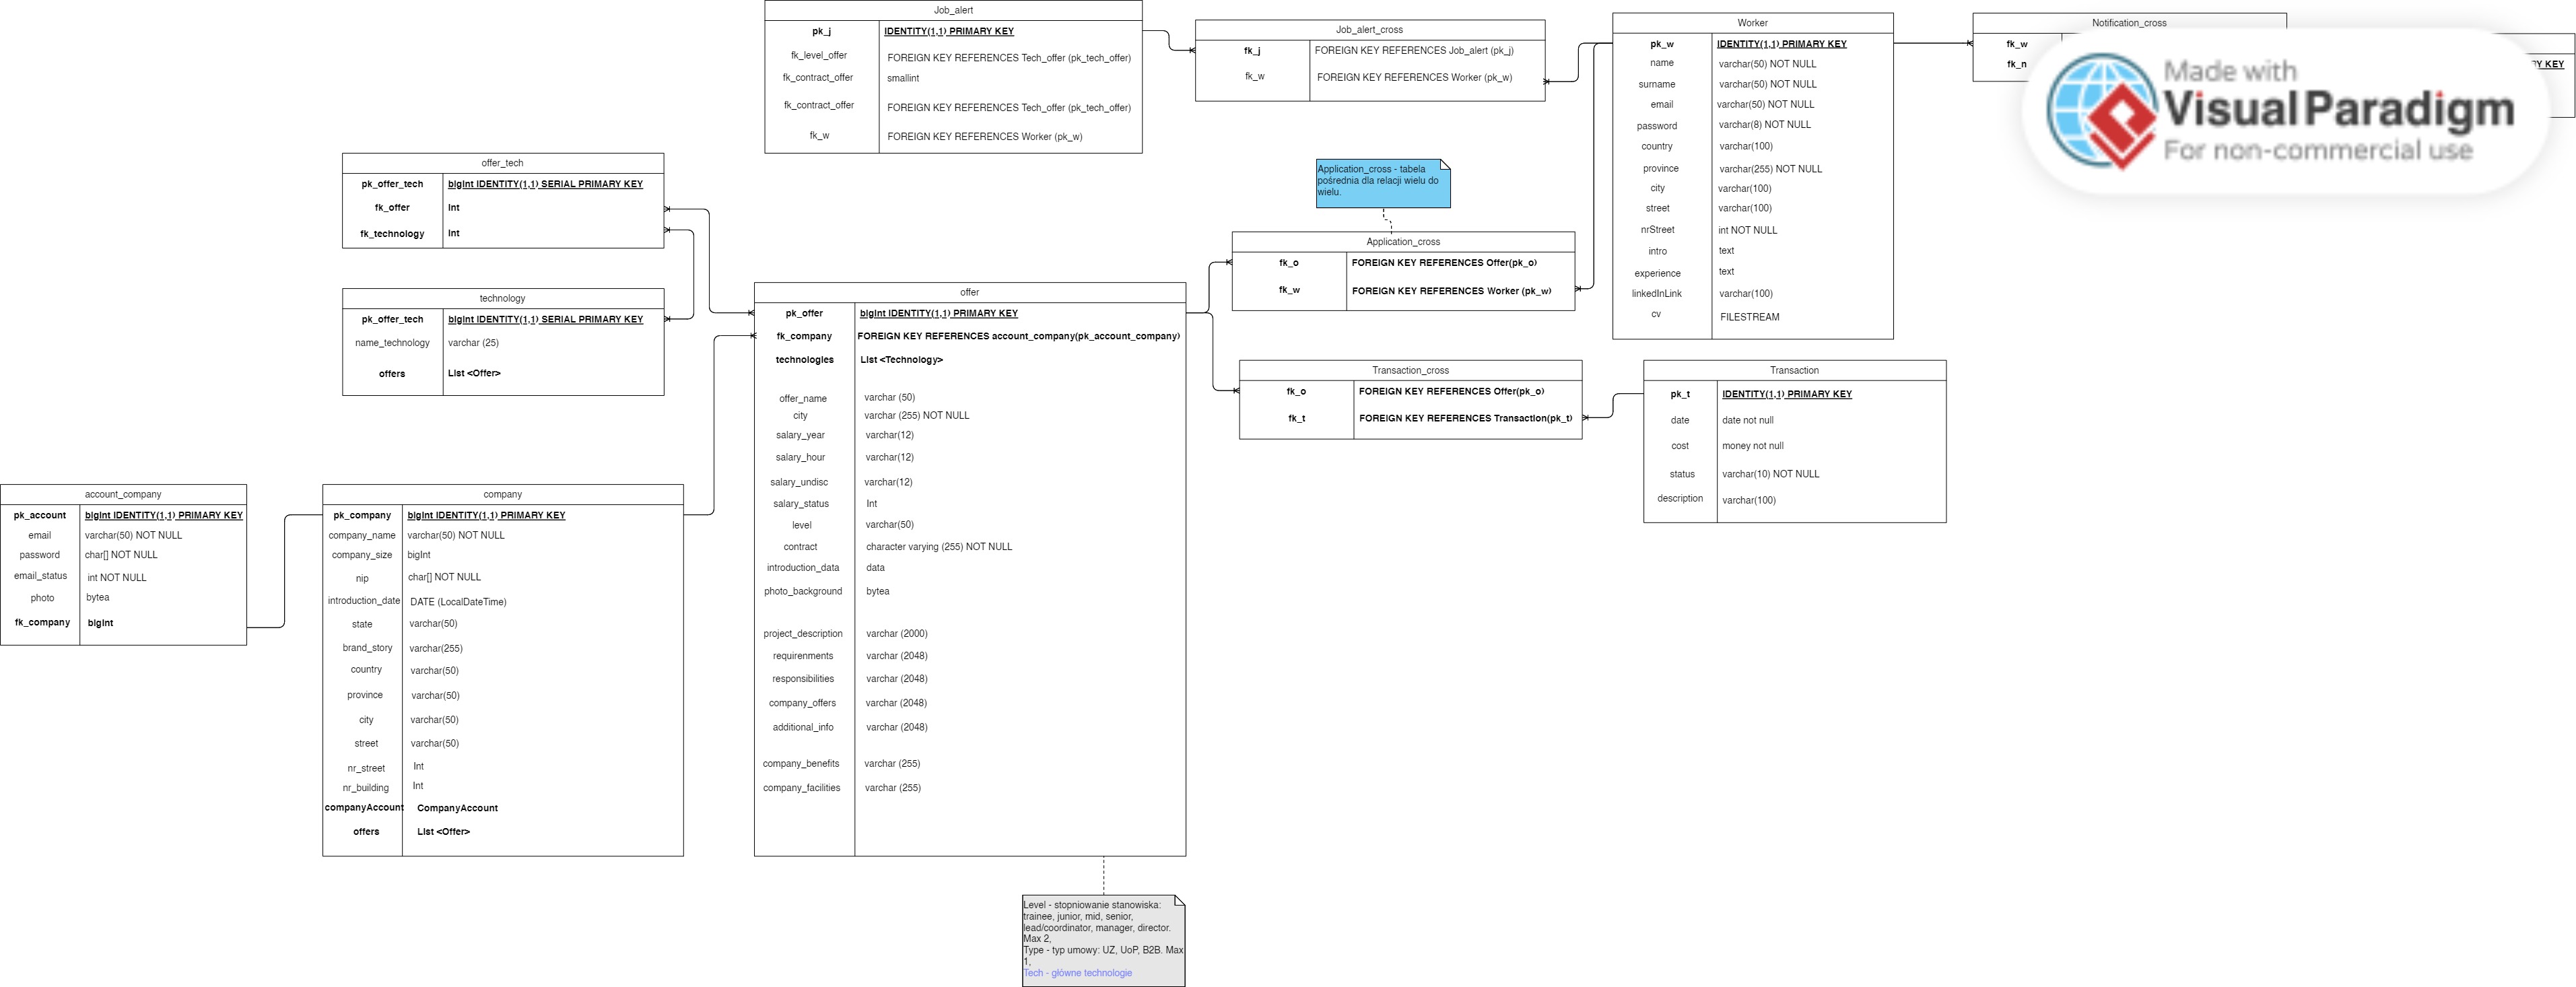 Job_alert
pk_j IDENTITY(1,1) PRIMARY KEY
fk_level_offer FOREIGN KEY REFERENCES Tech_offer (pk_tech_offer)
fk_contract_offer smallint
fk_contract_offer FOREIGN KEY REFERENCES Tech_offer (pk_tech_offer)
fk_w FOREIGN KEY REFERENCES Worker (pk_w)
Job_alert_cross
fk_j FOREIGN KEY REFERENCES Job_alert (pk_j)
fk_w FOREIGN KEY REFERENCES Worker (pk_w)
Worker
pk_w IDENTITY(1,1) PRIMARY KEY
name varchar(50) NOT NULL
surname varchar(50) NOT NULL
email varchar(50) NOT NULL
password varchar(8) NOT NULL
country varchar(100)
province varchar(255) NOT NULL
city varchar(100)
street varchar(100)
nrStreet int NOT NULL
intro text
experience text
linkedInLink varchar(100)
cv FILESTREAM
Notification_cross
fk_w
fk_n
KEY
Made with
Visual Paradigm
For non-commercial use
offer_tech
pk_offer_tech bigint IDENTITY(1,1) SERIAL PRIMARY KEY
fk_offer Int
fk_technology Int
Application_cross - tabela
pośrednia dla relacji wielu do
wielu.
Application_cross
fk_o FOREIGN KEY REFERENCES Offer(pk_o)
fk_w FOREIGN KEY REFERENCES Worker (pk_w)
technology
pk_offer_tech bigint IDENTITY(1,1) SERIAL PRIMARY KEY
name_technology varchar (25)
offers List <Offer>
offer
pk_offer bigint IDENTITY(1,1) PRIMARY KEY
fk_company FOREIGN KEY REFERENCES account_company(pk_account_company)
technologies List <Technology>
offer_name varchar (50)
city varchar (255) NOT NULL
salary_year varchar(12)
salary_hour varchar(12)
salary_undisc varchar(12)
salary_status Int
level varchar(50)
contract character varying (255) NOT NULL
introduction_data data
photo_background bytea
project_description varchar (2000)
requirenments varchar (2048)
responsibilities varchar (2048)
company_offers varchar (2048)
additional_info varchar (2048)
company_benefits varchar (255)
company_facilities varchar (255)
Transaction_cross
fk_o FOREIGN KEY REFERENCES Offer(pk_o)
fk_t FOREIGN KEY REFERENCES Transaction(pk_t)
Transaction
pk_t IDENTITY(1,1) PRIMARY KEY
date date not null
cost money not null
status varchar(10) NOT NULL
description varchar(100)
account_company
pk_account bigint IDENTITY(1,1) PRIMARY KEY
email varchar(50) NOT NULL
password char[] NOT NULL
email_status int NOT NULL
photo bytea
fk_company bigint
company
pk_company bigint IDENTITY(1,1) PRIMARY KEY
company_name varchar(50) NOT NULL
company_size bigInt
nip char[] NOT NULL
introduction_date DATE (LocalDateTime)
state varchar(50)
brand_story varchar(255)
country varchar(50)
province varchar(50)
city varchar(50)
street varchar(50)
nr_street Int
nr_building Int
companyAccount CompanyAccount
offers List <Offer>
Level - stopniowanie stanowiska:
trainee, junior, mid, senior,
lead/coordinator, manager, director.
Max 2,
Type - typ umowy: UZ, UoP, B2B. Max
1,
Tech - główne technologie